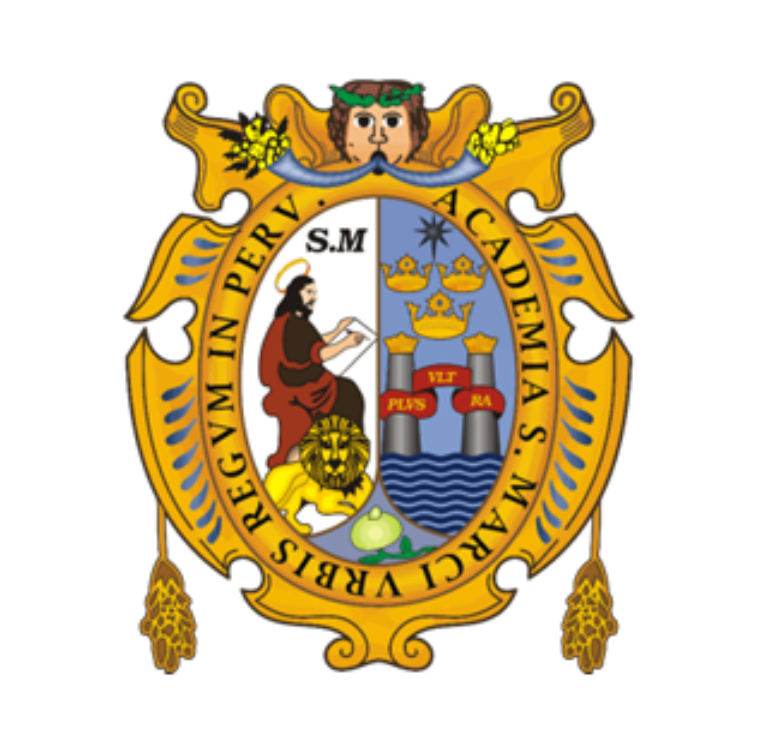 ACADEMIA S. MARCI VRBIS REGVM IN PERV.
S.M
PLVS VLT RA